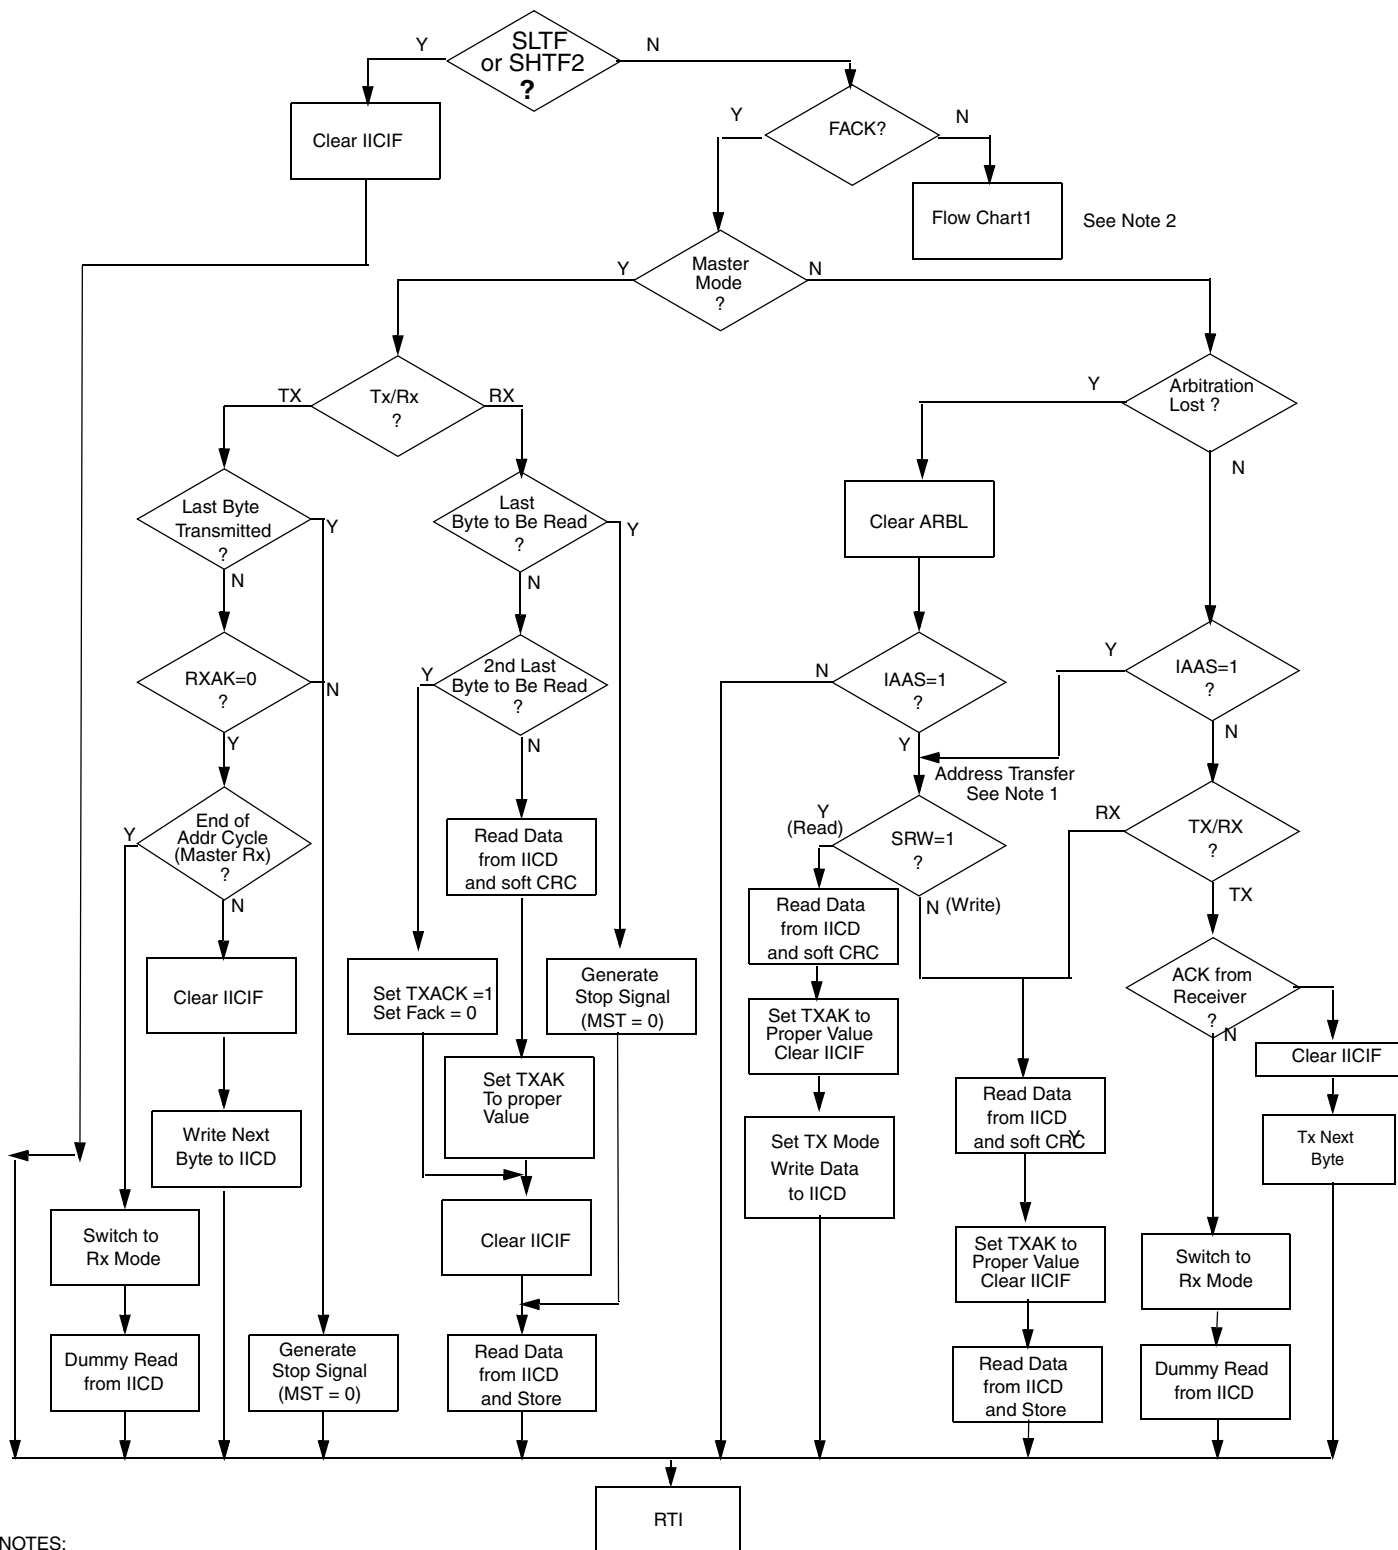 SLTF
or SHTF2
?
Y
N
Clear IICIF
FACK?
Y
N
Flow Chart1
See Note 2
Master
Mode
?
Y
N
Tx/Rx
?
TX
RX
Arbitration
Lost ?
Y
N
Last Byte
Transmitted
?
Y
N
Last
Byte to Be Read
?
Y
N
Clear ARBL
RXAK=0
?
N
Y
2nd Last
Byte to Be Read
?
Y
N
IAAS=1
?
N
Y
IAAS=1
?
Y
N
Address Transfer
See Note 1
End of
Addr Cycle
(Master Rx)
?
Y
N
Read Data
from IICD
and soft CRC
Y
(Read)
SRW=1
?
N (Write)
RX
TX/RX
?
TX
Read Data
from IICD
and soft CRC
Clear IICIF
Set TXACK =1
Set Fack = 0
Generate
Stop Signal
(MST = 0)
ACK from
Receiver
?
N
Set TXAK to
Proper Value
Clear IICIF
Clear IICIF
Set TXAK
To proper
Value
Read Data
from IICD
and soft CRC
Y
Write Next
Byte to IICD
Set TX Mode
Write Data
to IICD
Tx Next
Byte
Switch to
Rx Mode
Clear IICIF
Set TXAK to
Proper Value
Clear IICIF
Switch to
Rx Mode
Dummy Read
from IICD
Generate
Stop Signal
(MST = 0)
Read Data
from IICD
and Store
Read Data
from IICD
and Store
Dummy Read
from IICD
RTI
NOTES: